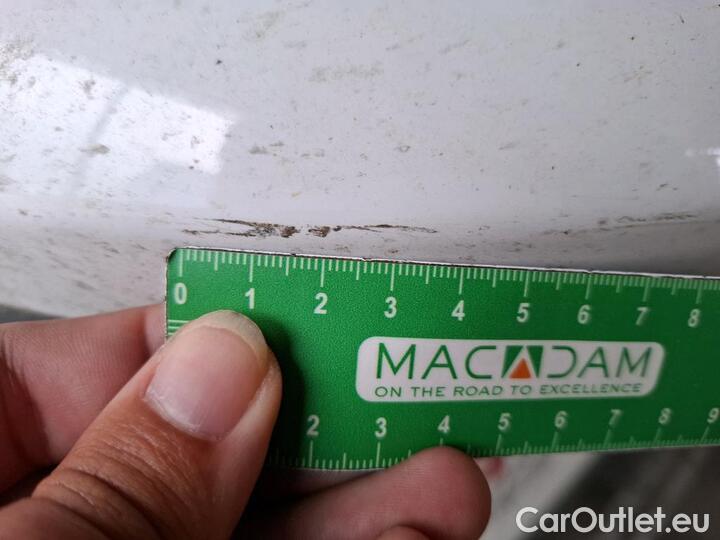 0 1 2 3 4 5 6 7 8
MACADAM
ON THE ROAD TO EXCELLENCE
2 3 4 5 6 7 8 9
CarOutlet.eu